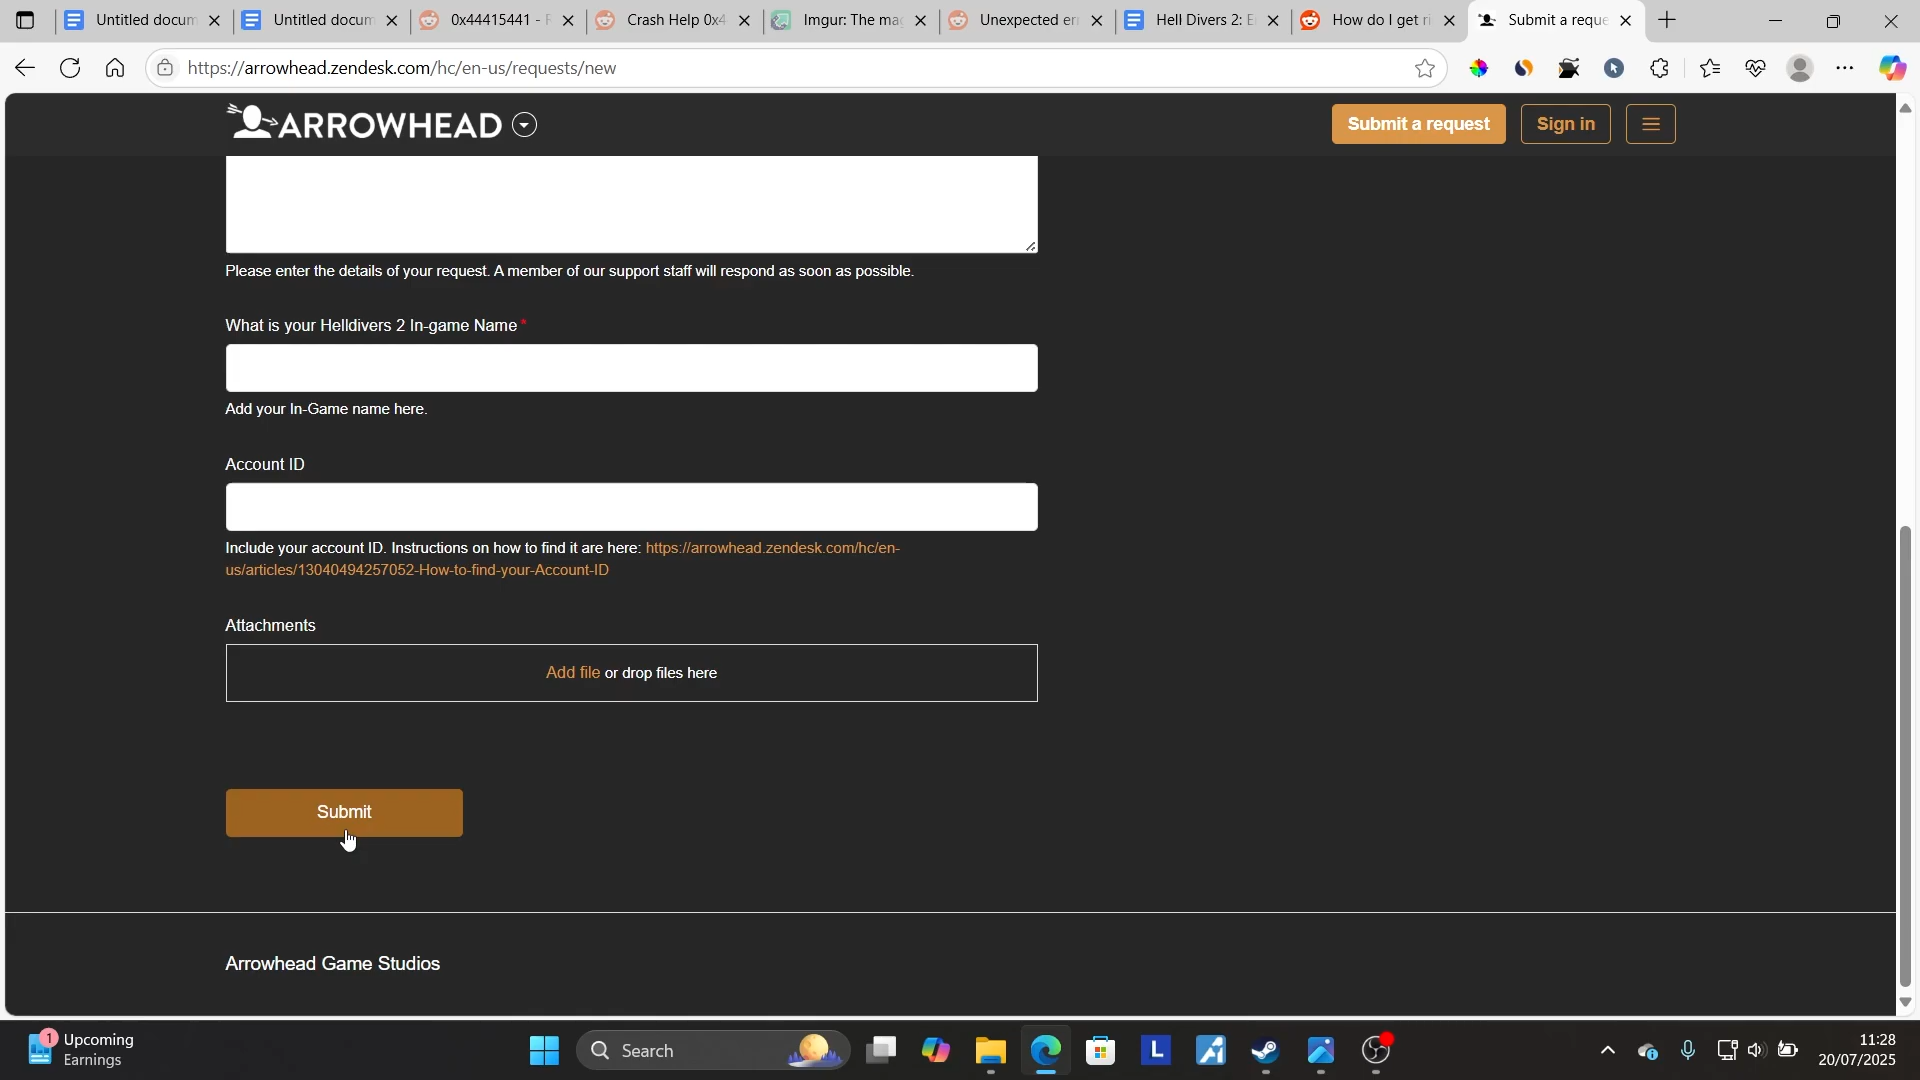 Untitled docum
Untitled docum
0x44415441 -
Crash Help 0x4
Imgur: The ma
Unexpected er
Hell Divers 2: E
How do I get ri
Submit a reque
https://arrowhead.zendesk.com/hc/en-us/requests/new
ARROWHEAD
Submit a request
Sign in
Please enter the details of your request. A member of our support staff will respond as soon as possible.
What is your Helldivers 2 In-game Name*
Add your In-Game name here.
Account ID
Include your account ID. Instructions on how to find it are here: https://arrowhead.zendesk.com/hc/en-
us/articles/13040494257052-How-to-find-your-Account-ID
Attachments
Add file or drop files here
Submit
Arrowhead Game Studios
1
Upcoming
Earnings
Search
L
11:28
20/07/2025